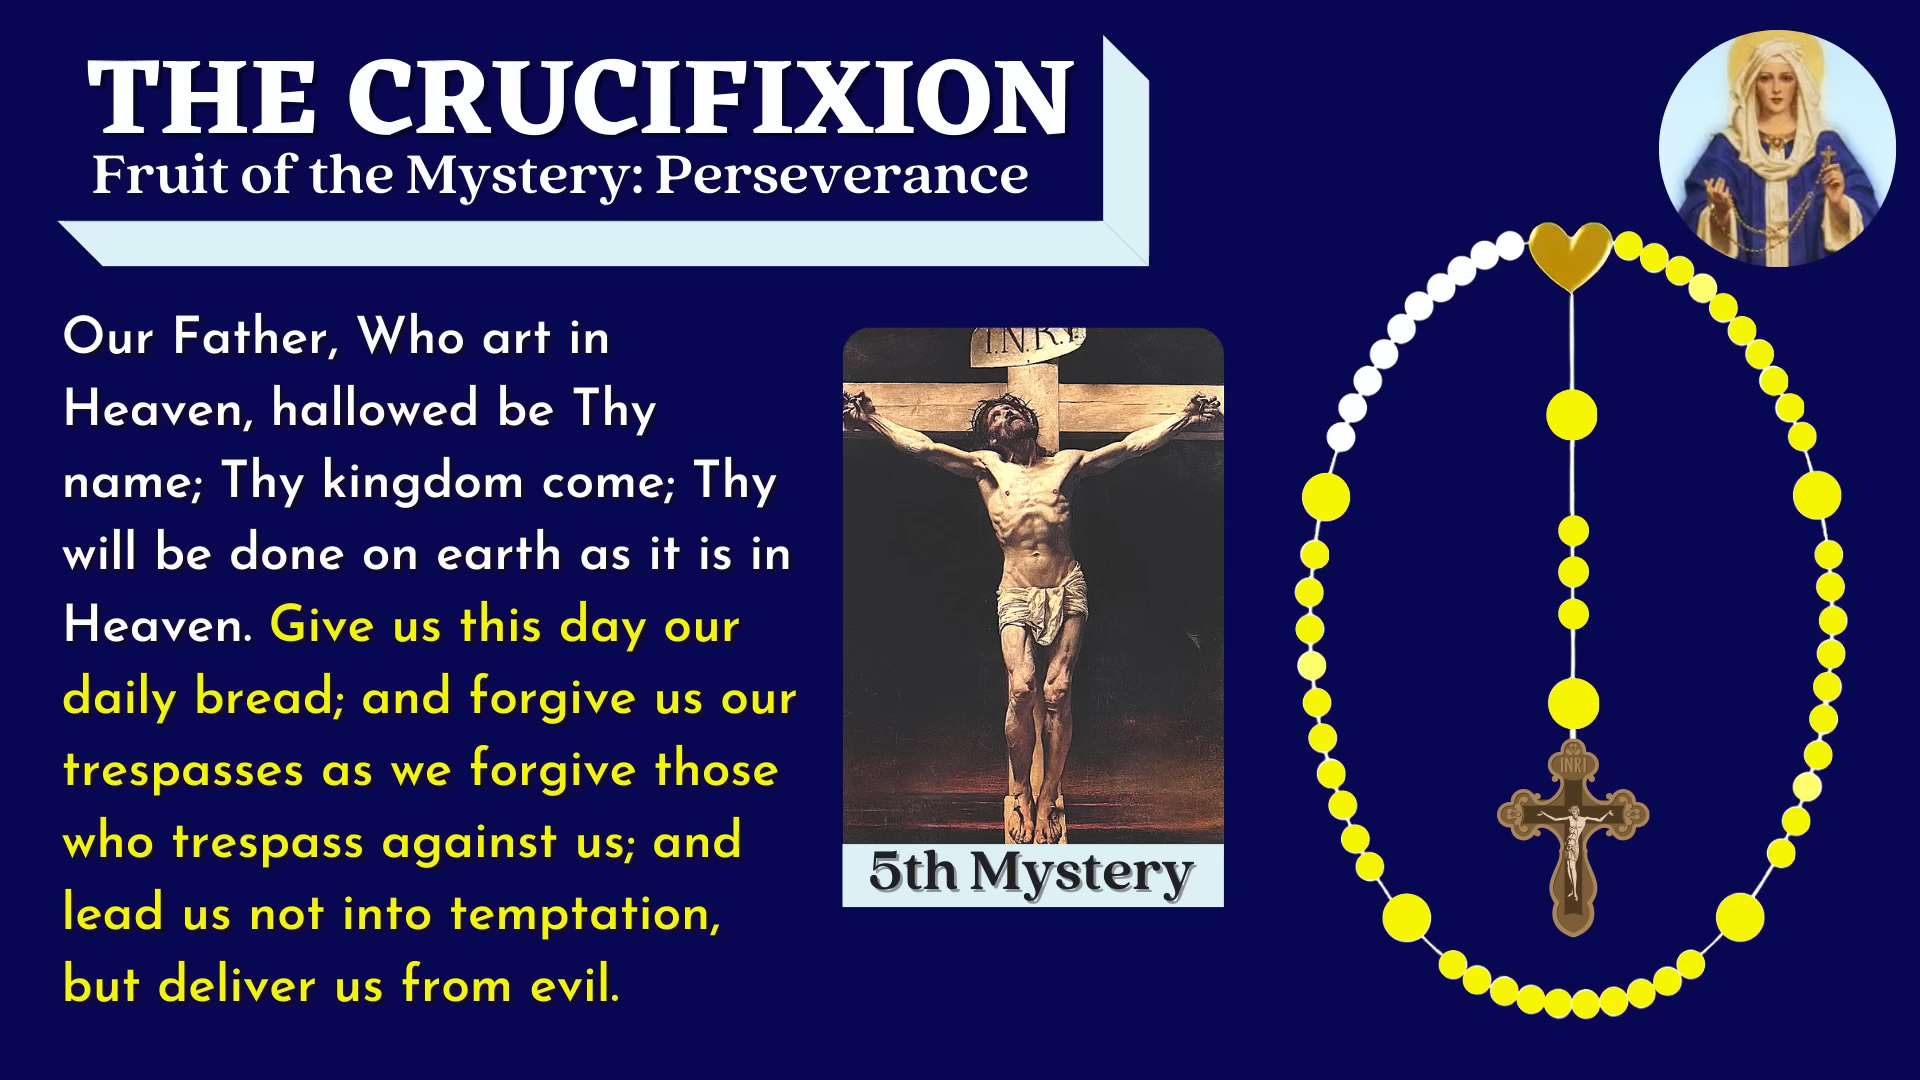 THE CRUCIFIXION
Fruit of the Mystery: Perseverance
Our Father, Who art in
Heaven, hallowed be Thy
name; Thy kingdom come; Thy
will be done on earth as it is in
Heaven. Give us this day our
daily bread; and forgive us our
trespasses as we forgive those
who trespass against us; and
lead us not into temptation,
but deliver us from evil.
I.N.R.I
5th Mystery
INRI